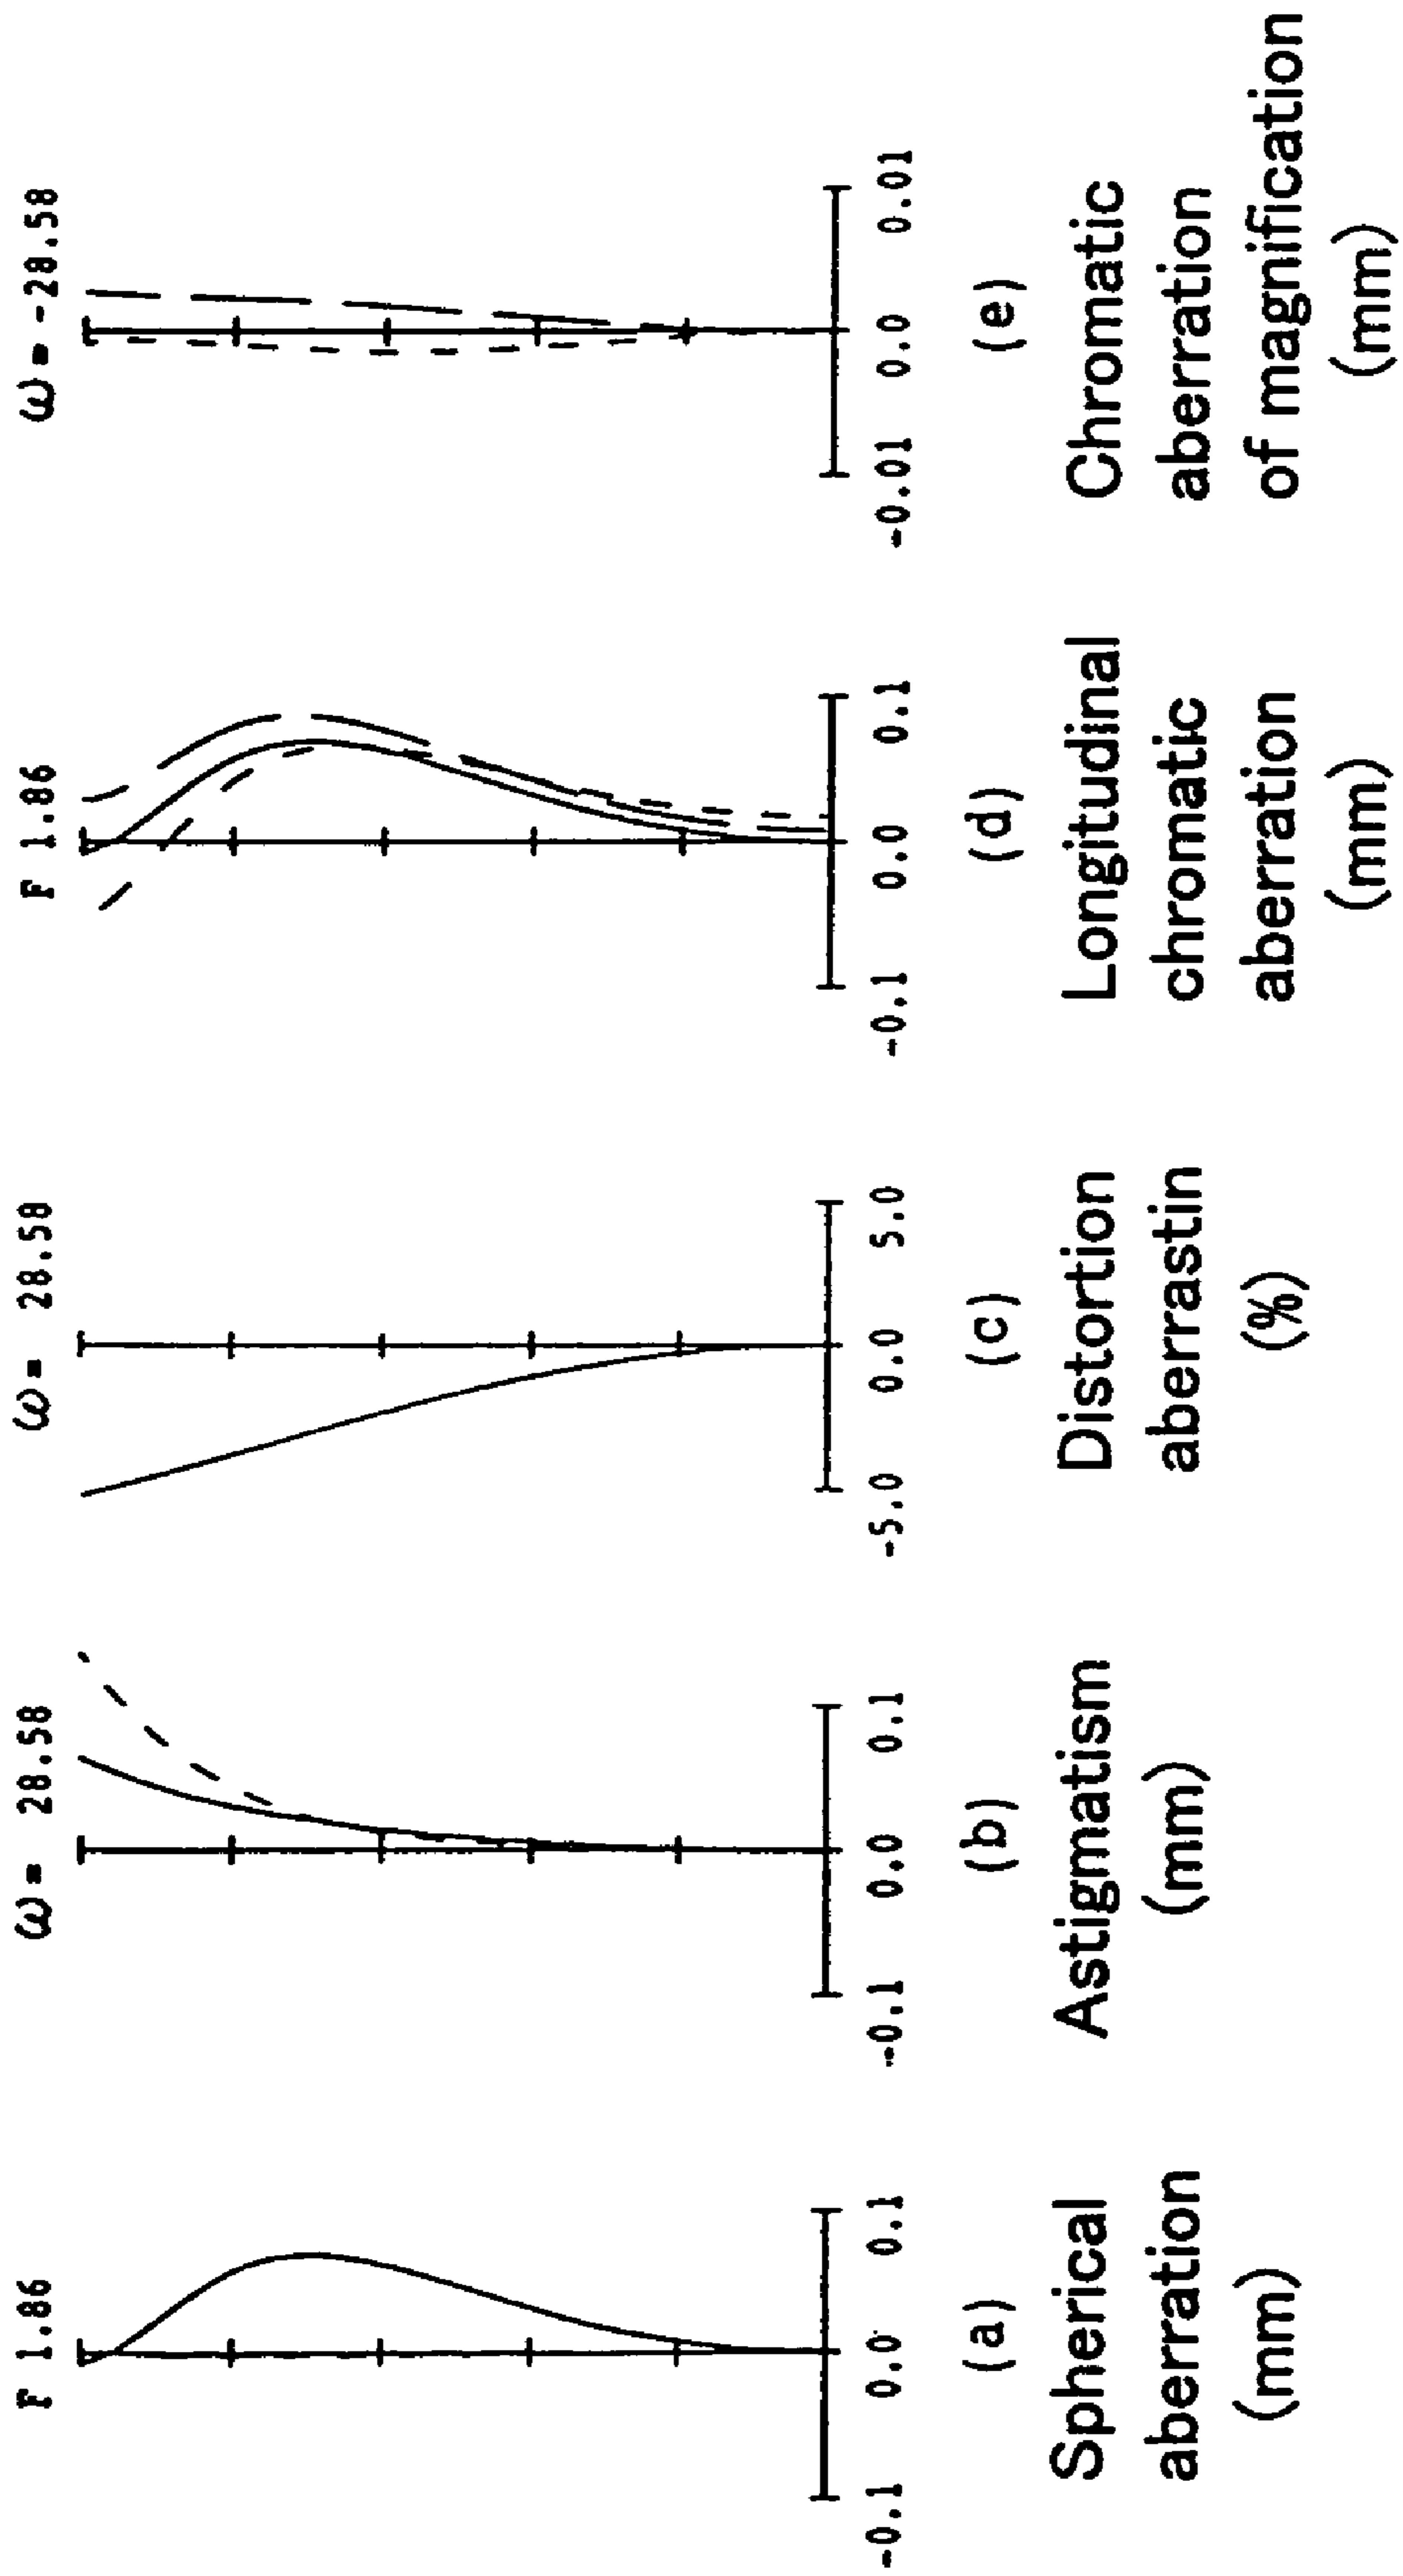 F 1.86
-0.1 0.0 0.1
(a)
Spherical
aberration
(mm)
ω= 28.58
-0.1 0.0 0.1
(b)
Astigmatism
(mm)
ω= 28.58
-5.0 0.0 5.0
(c)
Distortion
aberrastin
(%)
F 1.86
-0.1 0.0 0.1
(d)
Longitudinal
chromatic
aberration
(mm)
ω=-28.58
-0.01 0.0 0.01
(e)
Chromatic
aberration
of magnification
(mm)